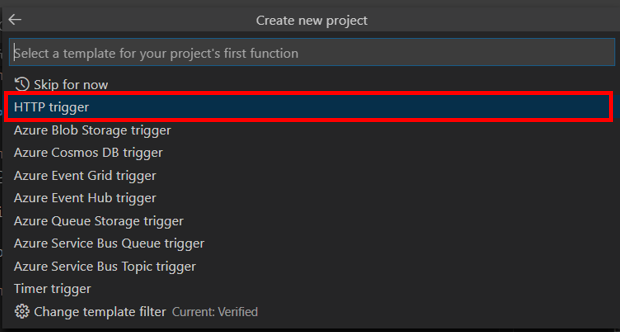 Create new project
Select a template for your project's first function
Skip for now
HTTP trigger
Azure Blob Storage trigger
Azure Cosmos DB trigger
Azure Event Grid trigger
Azure Event Hub trigger
Azure Queue Storage trigger
Azure Service Bus Queue trigger
Azure Service Bus Topic trigger
Timer trigger
Change template filter Current: Verified